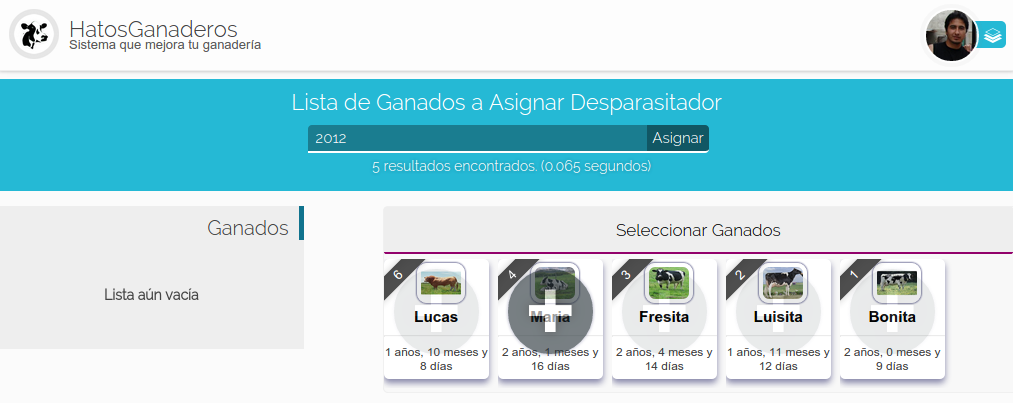 HatosGanaderos
Sistema que mejora tu ganadería
Lista de Ganados a Asignar Desparasitador
2012 Asignar
5 resultados encontrados. (0.065 segundos)
Ganados
Lista aún vacía
Seleccionar Ganados
6 4 3 2 1
Lucas Maria Fresita Luisita Bonita
1 años, 10 meses y 2 años, 1 meses y 2 años, 4 meses y 1 años, 11 meses y 2 años, 0 meses y
8 días 16 días 14 días 12 días 9 días